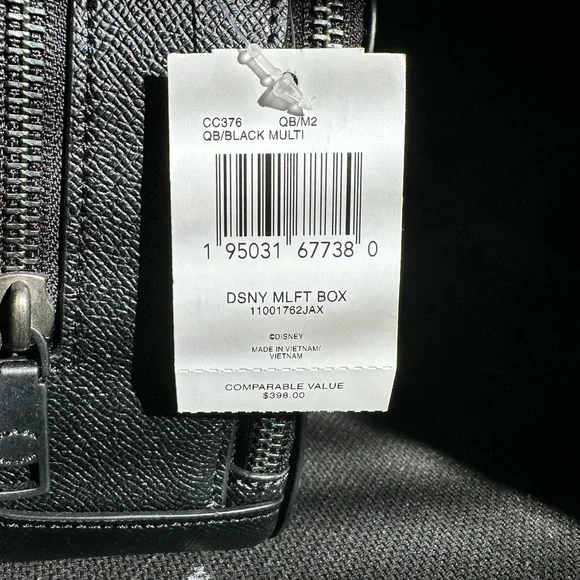 CC376 QB/M2
QB/BLACK MULTI
1 95031 67738 0
DSNY MLFT BOX
11001762JAX
©DISNEY
MADE IN VIETNAM/
VIETNAM
COMPARABLE VALUE
$398.00